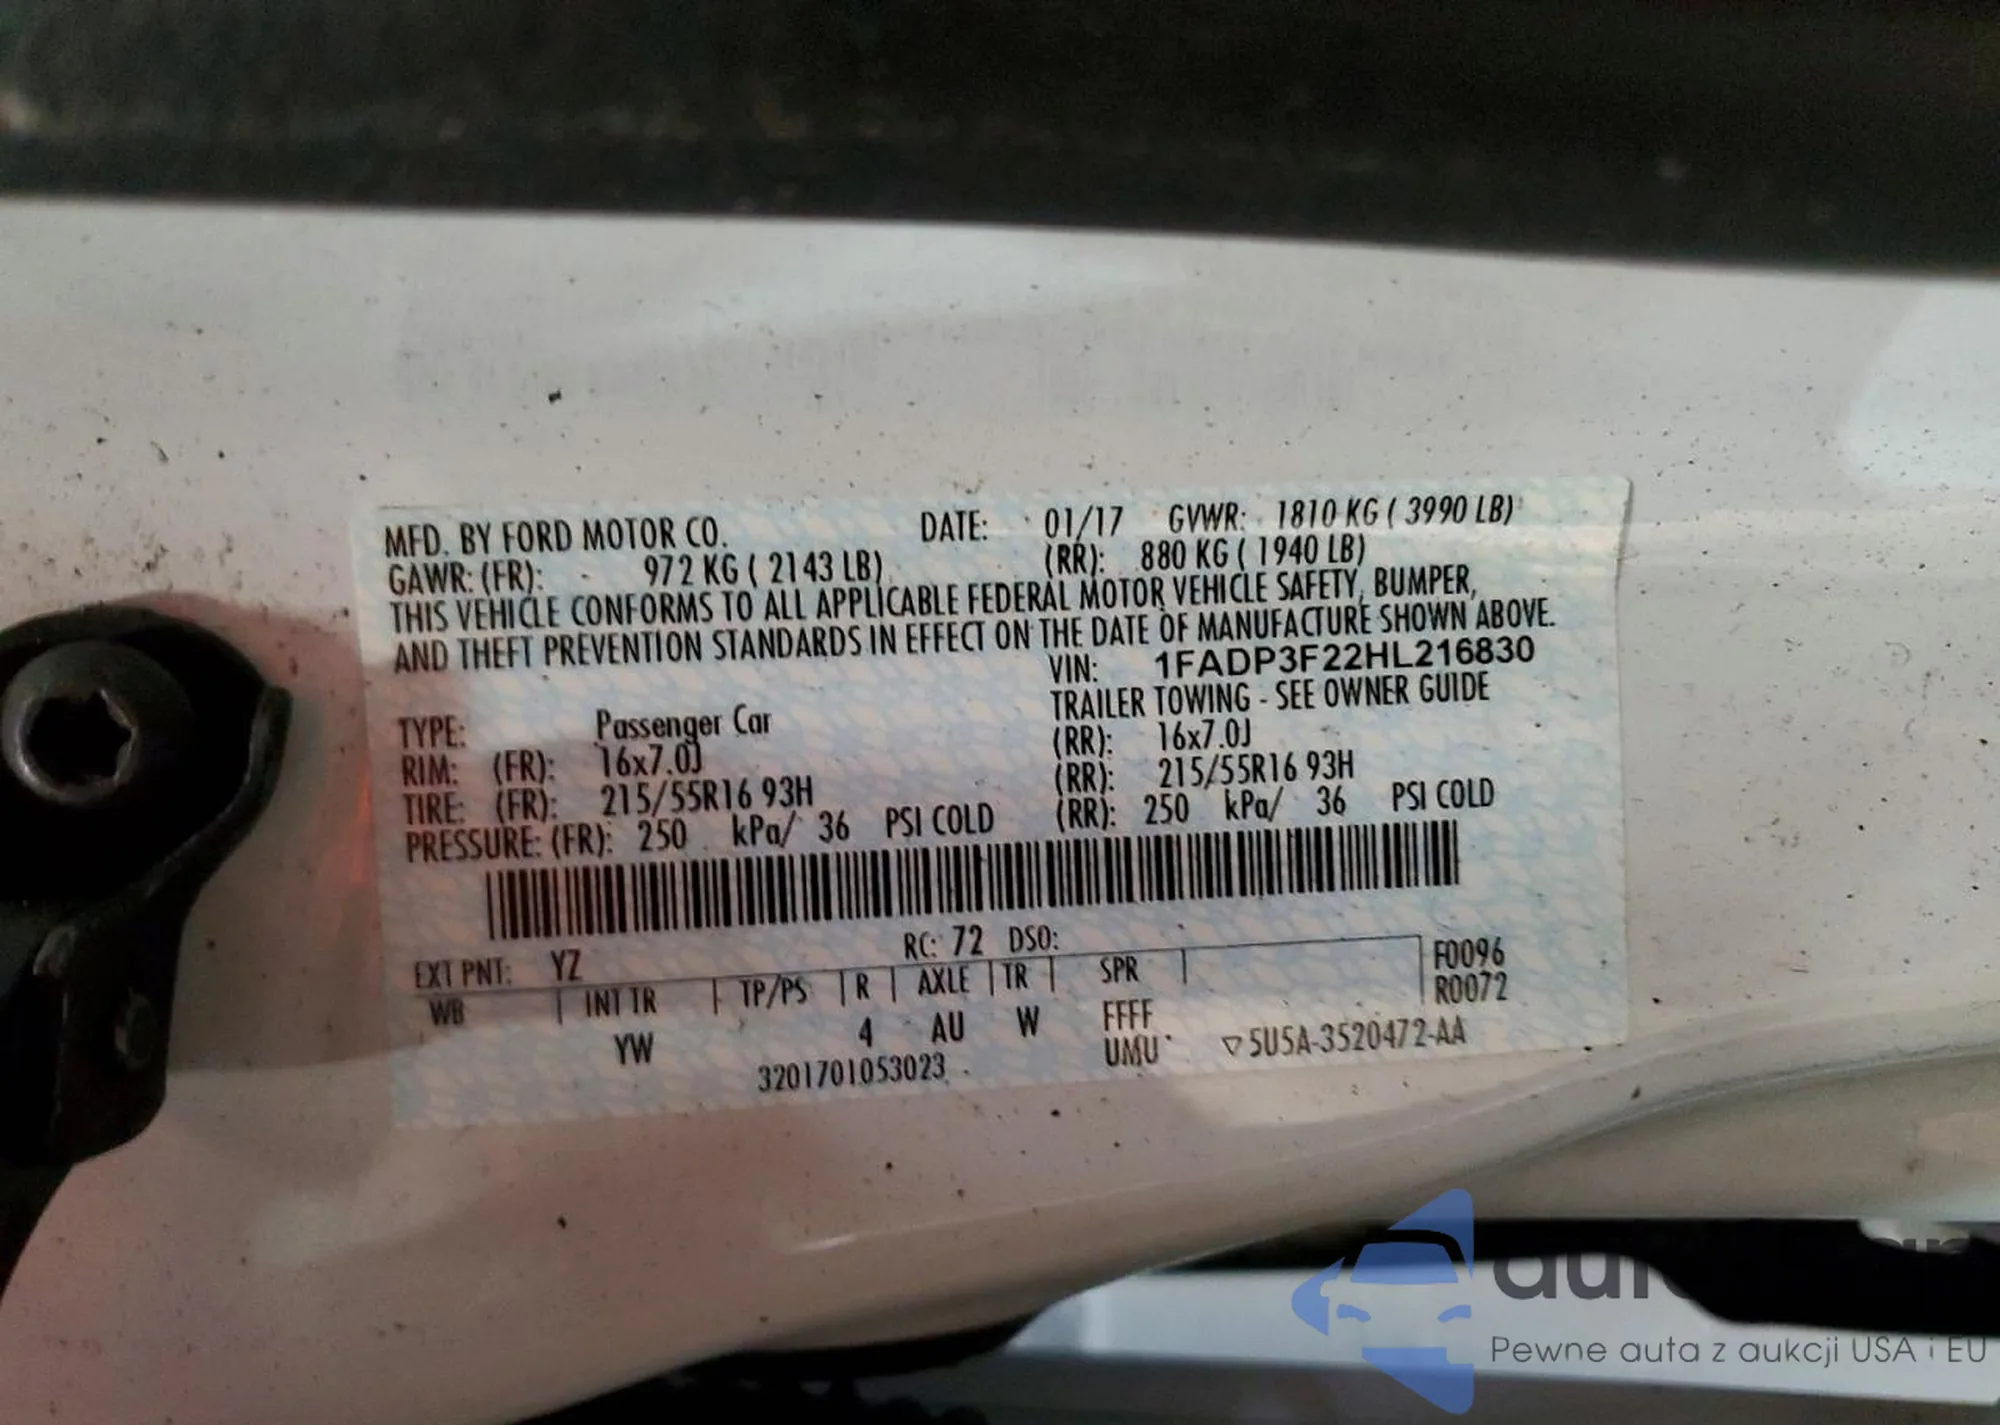 MFD. BY FORD MOTOR CO. DATE: 01/17 GVWR: 1810 KG ( 3990 LB)
GAWR: (FR): 972 KG ( 2143 LB) (RR): 880 KG ( 1940 LB)
THIS VEHICLE CONFORMS TO ALL APPLICABLE FEDERAL MOTOR VEHICLE SAFETY, BUMPER,
AND THEFT PREVENTION STANDARDS IN EFFECT ON THE DATE OF MANUFACTURE SHOWN ABOVE.
VIN: 1FADP3F22HL216830
TRAILER TOWING - SEE OWNER GUIDE
TYPE: Passenger Car
RIM: (FR): 16x7.0J (RR): 16x7.0J
TIRE: (FR): 215/55R16 93H (RR): 215/55R16 93H
PRESSURE: (FR): 250 kPa/ 36 PSI COLD (RR): 250 kPa/ 36 PSI COLD
EXT PNT: YZ RC: 72 DSO: F0096
WB | INT TR | TP/PS | R | AXLE | TR | SPR | R0072
YW 4 AU W FFFF
3201701053023 UMU ▽5U5A-3520472-AA
Pewne auta z aukcji USA i EU